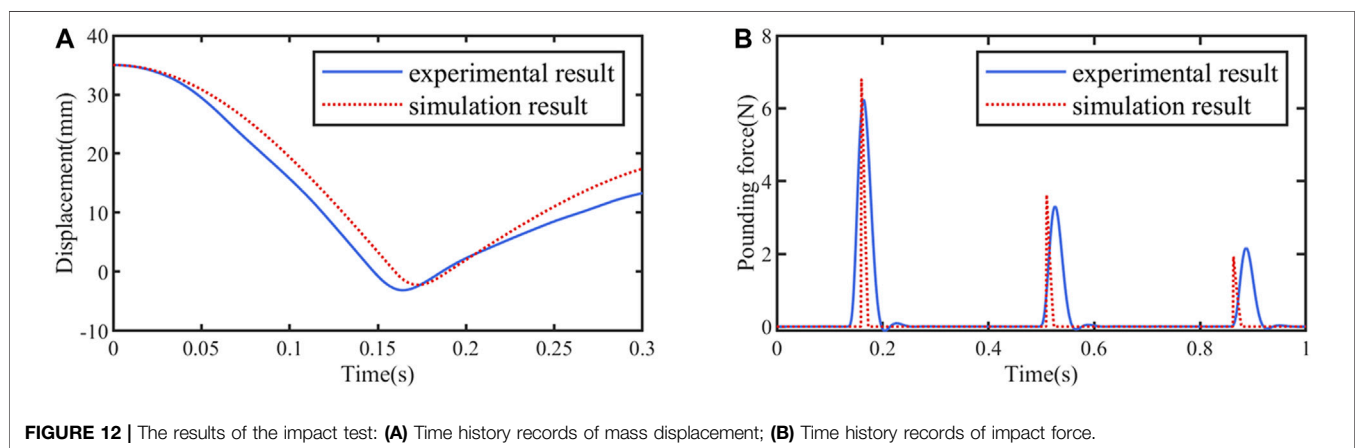 A
40
30
20
10
0
-10
Displacement(mm)
experimental result
simulation result
0 0.05 0.1 0.15 0.2 0.25 0.3
Time(s)
B
8
6
4
2
0
Pounding force(N)
experimental result
simulation result
0 0.2 0.4 0.6 0.8 1
Time(s)
FIGURE 12 | The results of the impact test: (A) Time history records of mass displacement; (B) Time history records of impact force.